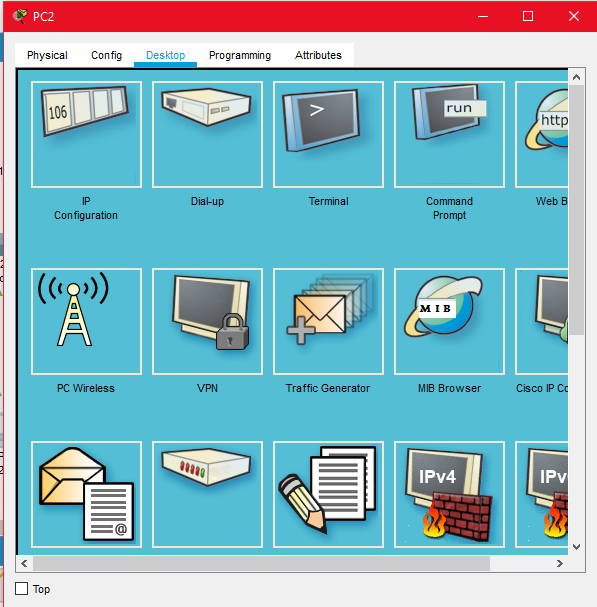 PC2
Physical Config Desktop Programming Attributes
106
>
run
http
IP
Configuration
Dial-up
Terminal
Command
Prompt
Web B
MIB
PC Wireless
VPN
Traffic Generator
MIB Browser
Cisco IP Co
@
IPv4
IPv
Top